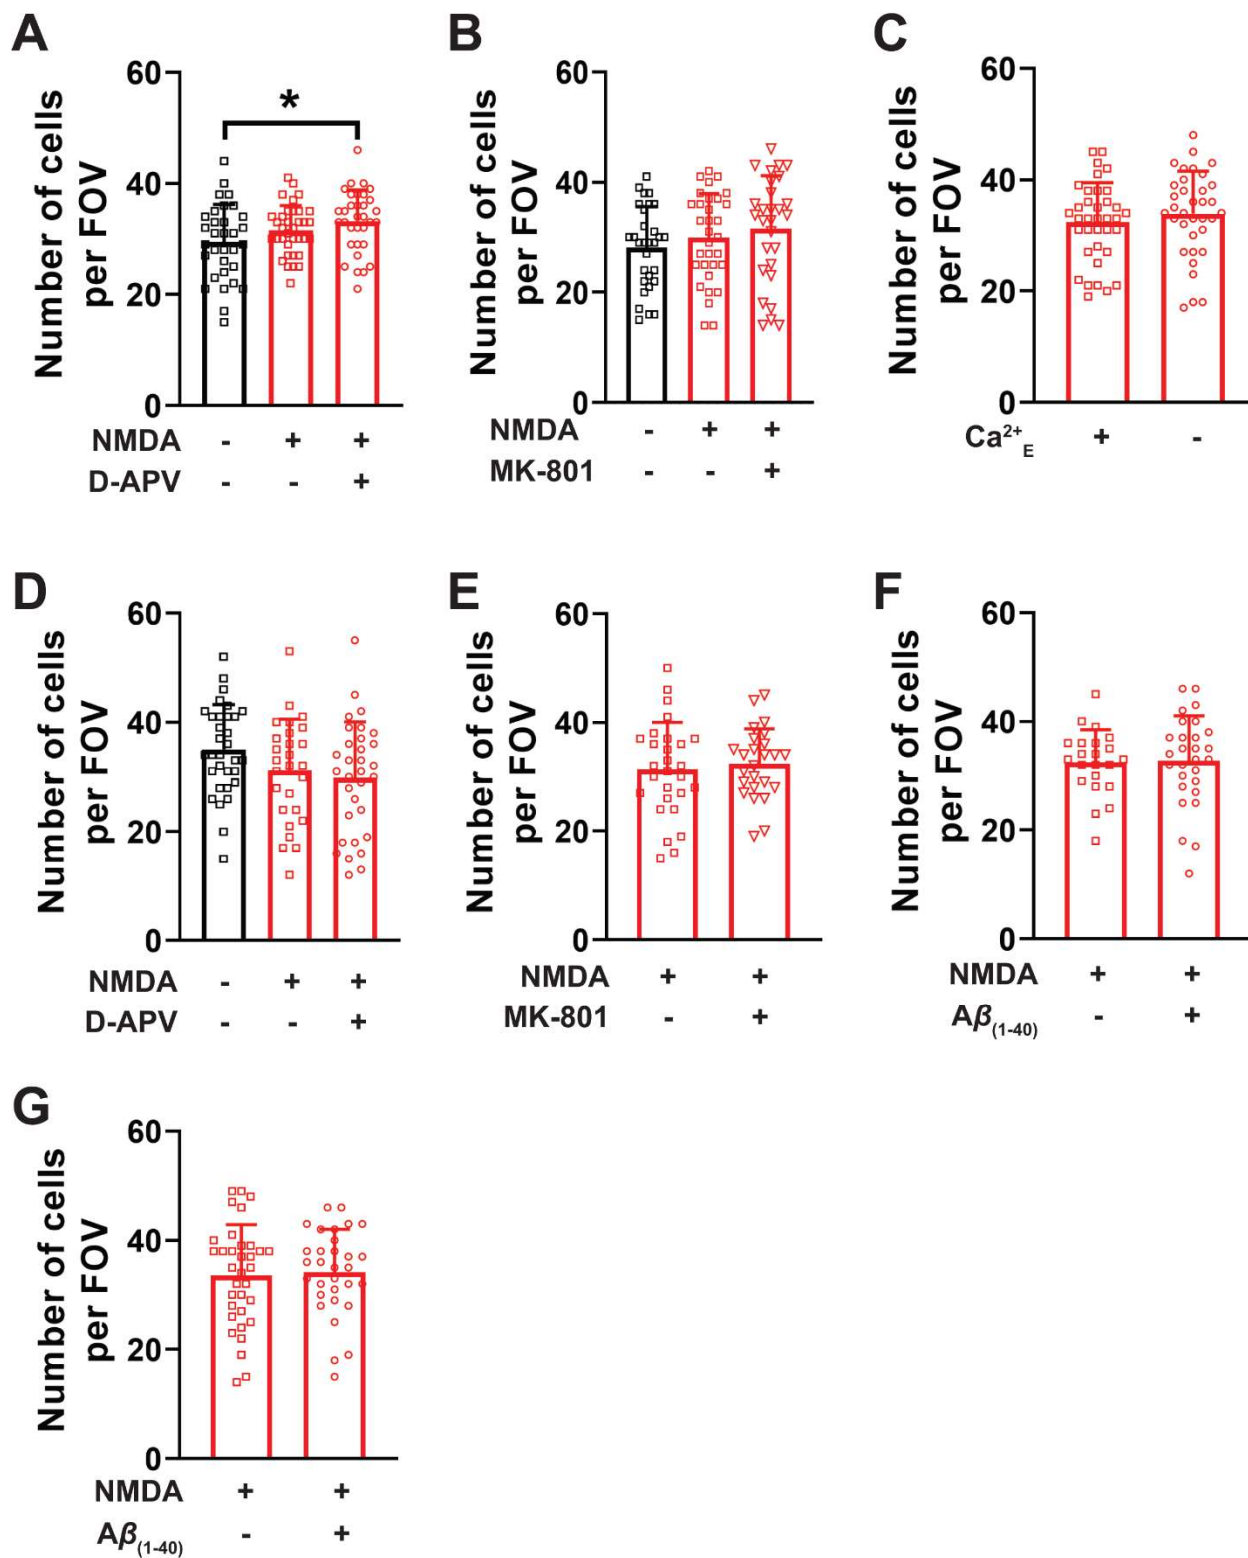 A
Number of cells
per FOV
60
40
20
0
*
NMDA - + +
D-APV - - +
B
Number of cells
per FOV
60
40
20
0
NMDA - + +
MK-801 - - +
C
Number of cells
per FOV
60
40
20
0
Ca²⁺E + -
D
Number of cells
per FOV
60
40
20
0
NMDA - + +
D-APV - - +
E
Number of cells
per FOV
60
40
20
0
NMDA + +
MK-801 - +
F
Number of cells
per FOV
60
40
20
0
NMDA + +
Aβ(1-40) - +
G
Number of cells
per FOV
60
40
20
0
NMDA + +
Aβ(1-40) - +